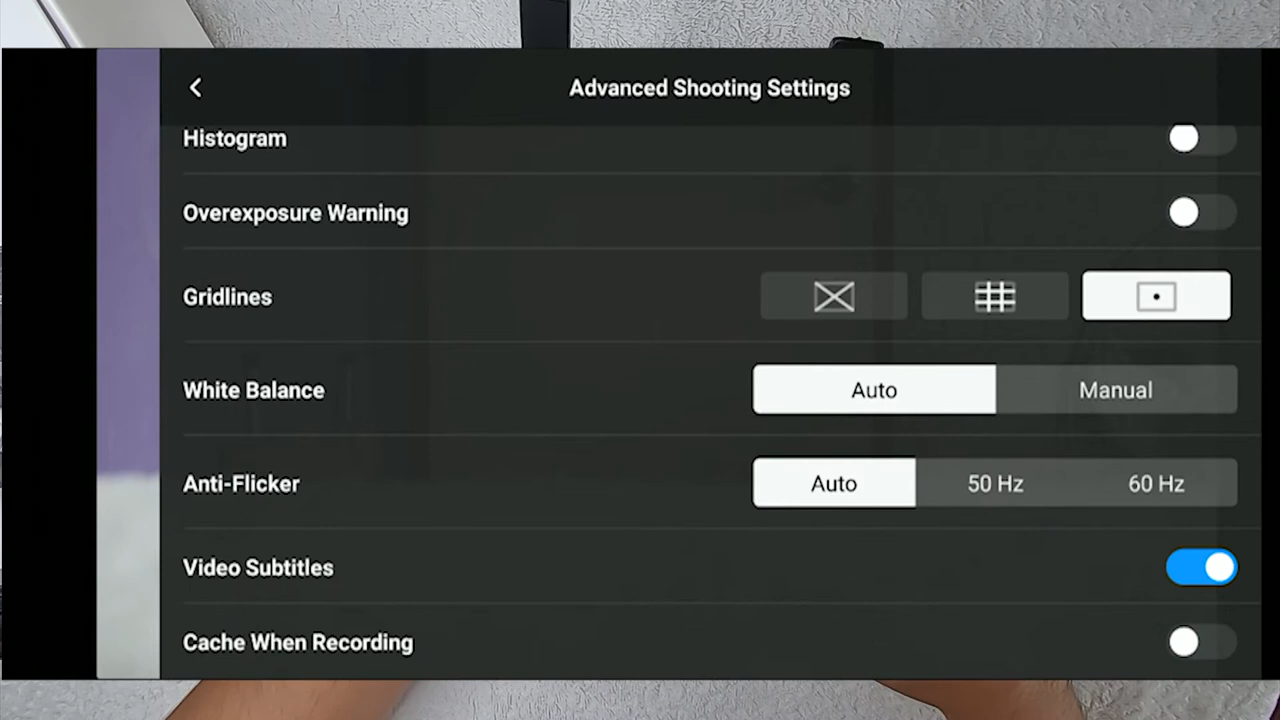 Advanced Shooting Settings
Histogram
Overexposure Warning
Gridlines
White Balance
Auto
Manual
Anti-Flicker
Auto
50 Hz
60 Hz
Video Subtitles
Cache When Recording